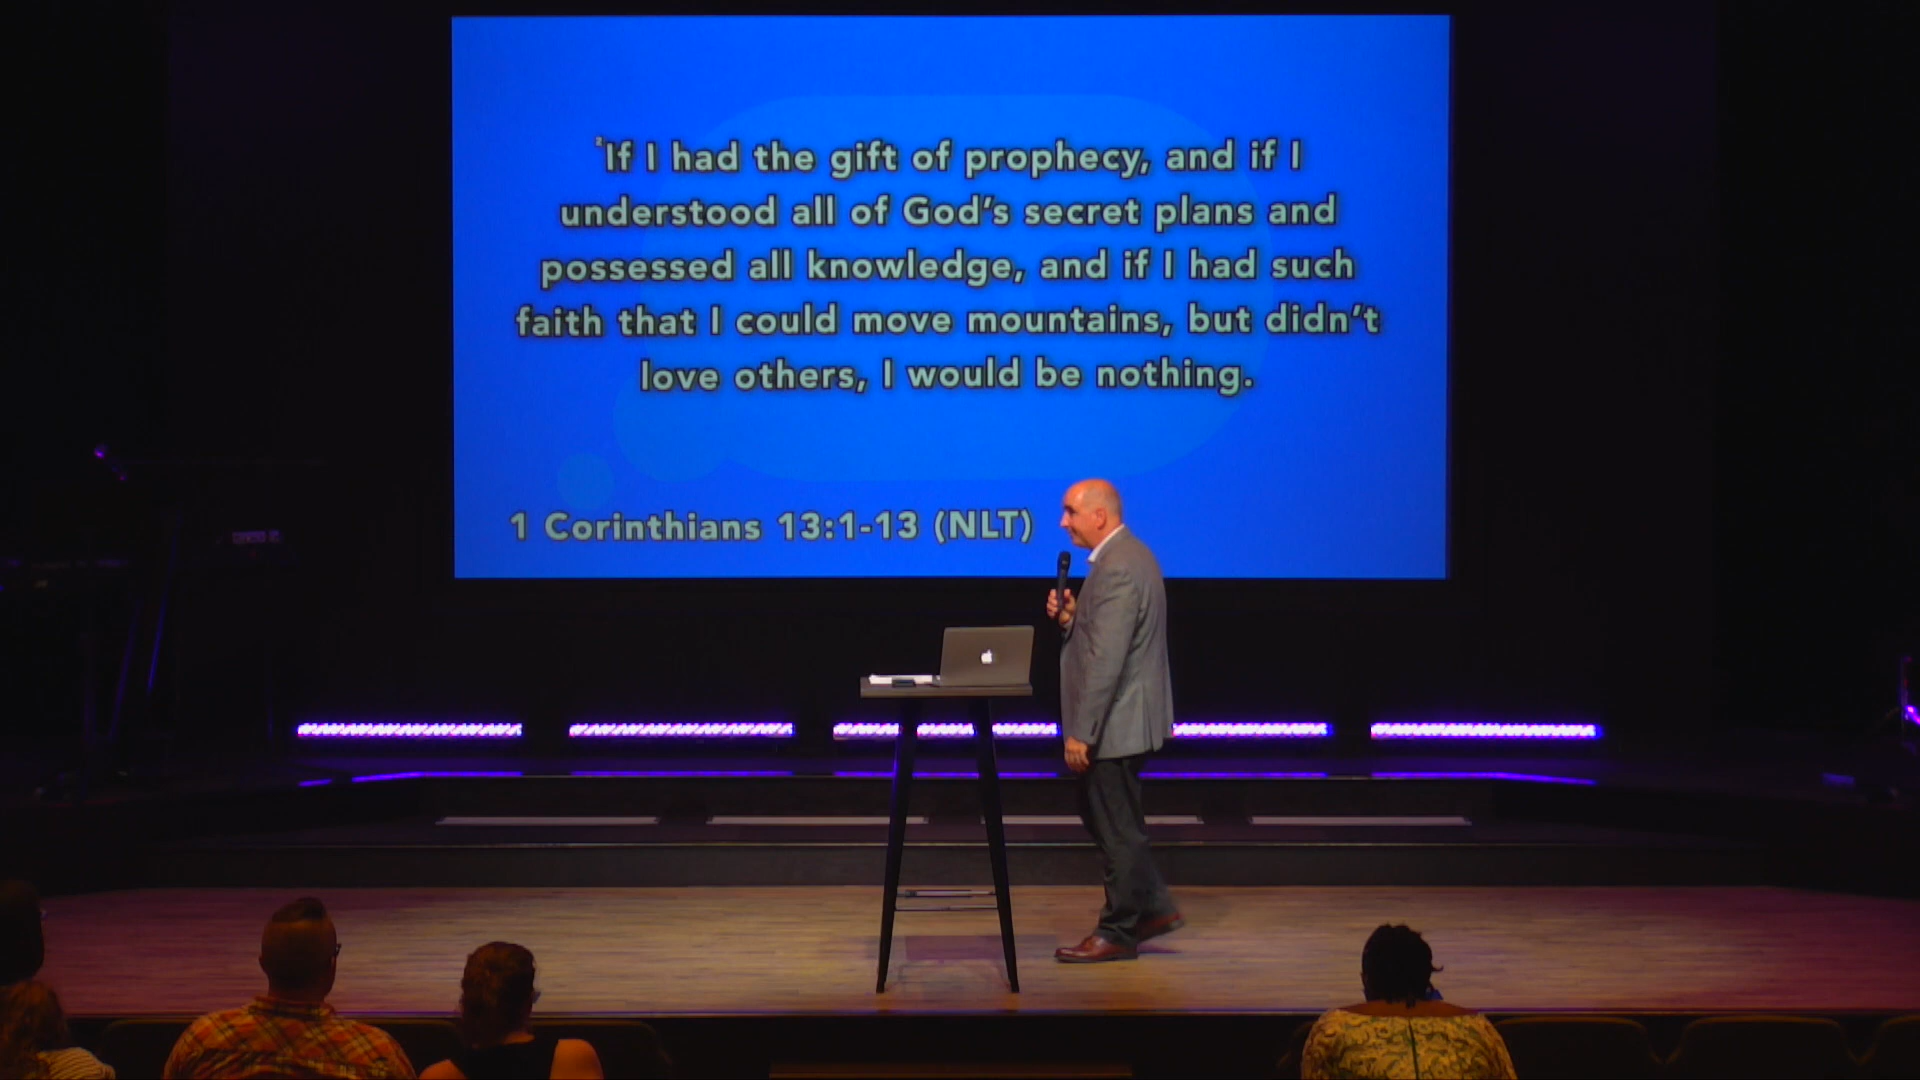 ²If I had the gift of prophecy, and if I
understood all of God's secret plans and
possessed all knowledge, and if I had such
faith that I could move mountains, but didn't
love others, I would be nothing.
1 Corinthians 13:1-13 (NLT)